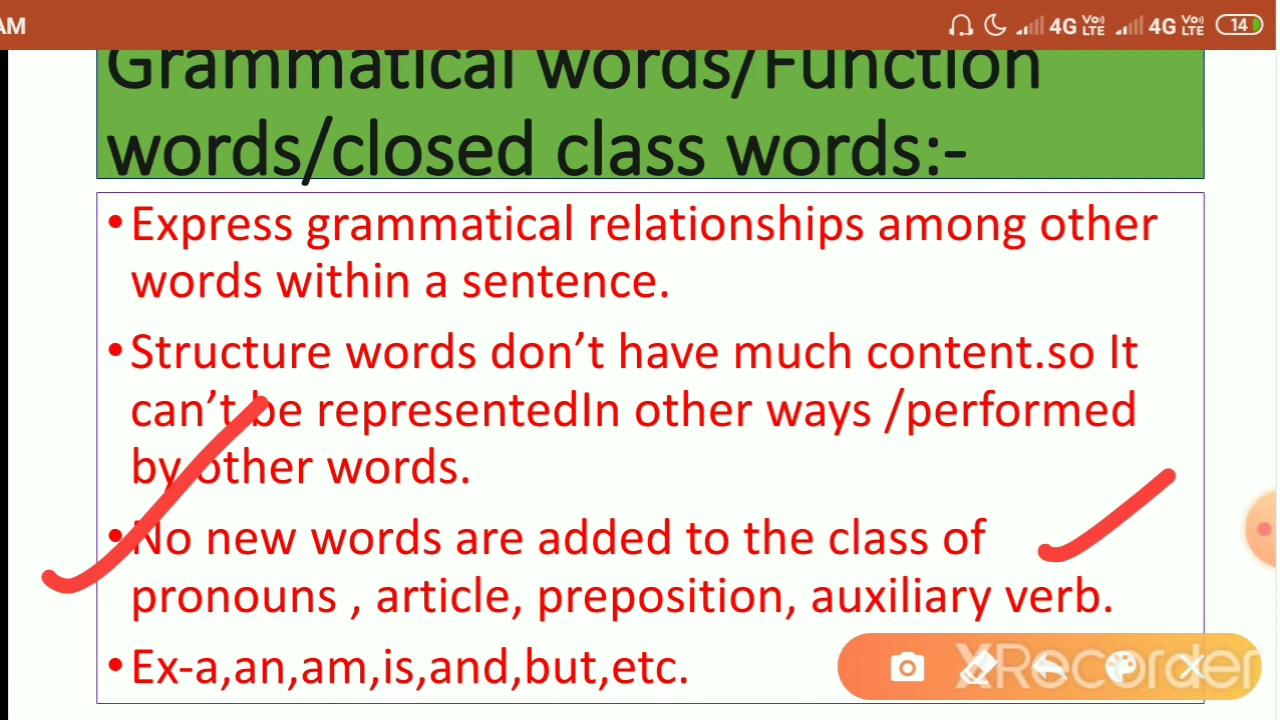 AM
4G VoLTE 4G VoLTE 14
Grammatical words/Function
words/closed class words:-
•Express grammatical relationships among other
words within a sentence.
•Structure words don’t have much content.so It
can’t be representedIn other ways /performed
by other words.
•No new words are added to the class of
pronouns , article, preposition, auxiliary verb.
•Ex-a,an,am,is,and,but,etc.
XRecorder